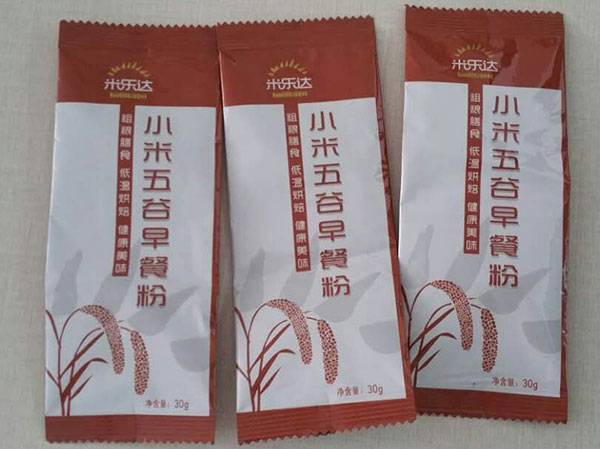 米乐达
小米五谷早餐粉
粗粮膳食 低温烘焙 健康美味
净含量：30g
米乐达
小米五谷早餐粉
粗粮膳食 低温烘焙 健康美味
净含量：30g
米乐达
小米五谷早餐粉
粗粮膳食 低温烘焙 健康美味
净含量：30g